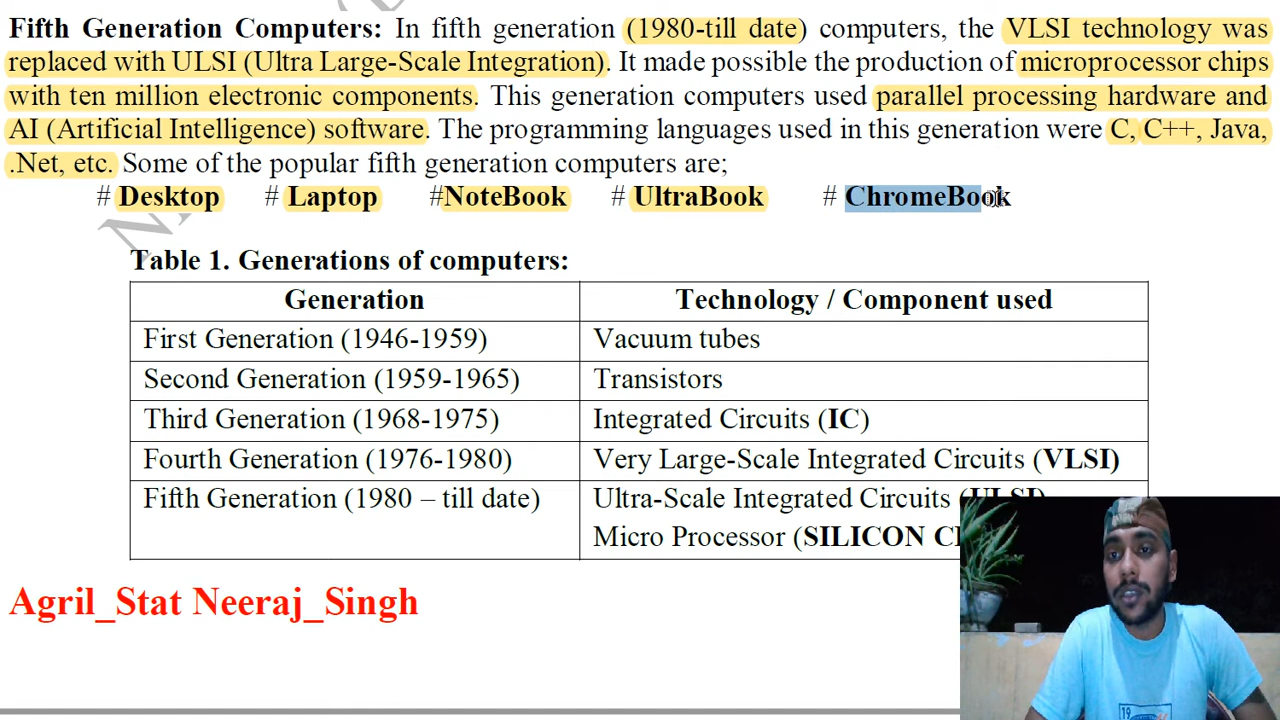 Fifth Generation Computers: In fifth generation (1980-till date) computers, the VLSI technology was
replaced with ULSI (Ultra Large-Scale Integration). It made possible the production of microprocessor chips
with ten million electronic components. This generation computers used parallel processing hardware and
AI (Artificial Intelligence) software. The programming languages used in this generation were C, C++, Java,
.Net, etc. Some of the popular fifth generation computers are;
# Desktop # Laptop #NoteBook # UltraBook # ChromeBook
Table 1. Generations of computers:
Generation Technology / Component used
First Generation (1946-1959) Vacuum tubes
Second Generation (1959-1965) Transistors
Third Generation (1968-1975) Integrated Circuits (IC)
Fourth Generation (1976-1980) Very Large-Scale Integrated Circuits (VLSI)
Fifth Generation (1980 – till date) Ultra-Scale Integrated Circuits (ULSI)
Micro Processor (SILICON
Agril_Stat Neeraj_Singh
19